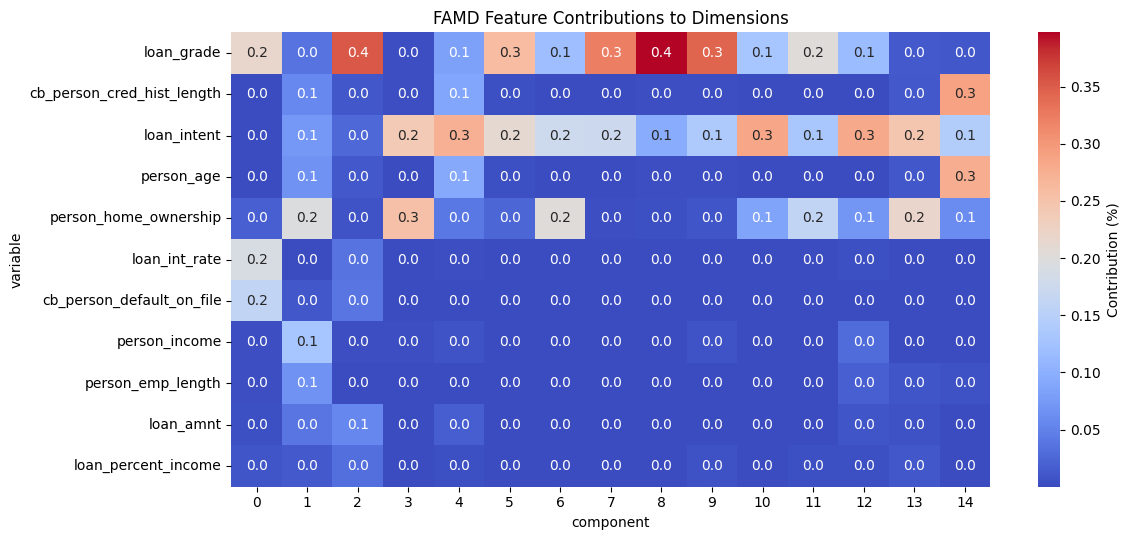 FAMD Feature Contributions to Dimensions
variable
loan_grade 0.2 0.0 0.4 0.0 0.1 0.3 0.1 0.3 0.4 0.3 0.1 0.2 0.1 0.0 0.0
cb_person_cred_hist_length 0.0 0.1 0.0 0.0 0.1 0.0 0.0 0.0 0.0 0.0 0.0 0.0 0.0 0.0 0.3
loan_intent 0.0 0.1 0.0 0.2 0.3 0.2 0.2 0.2 0.1 0.1 0.3 0.1 0.3 0.2 0.1
person_age 0.0 0.1 0.0 0.0 0.1 0.0 0.0 0.0 0.0 0.0 0.0 0.0 0.0 0.0 0.3
person_home_ownership 0.0 0.2 0.0 0.3 0.0 0.0 0.2 0.0 0.0 0.0 0.1 0.2 0.1 0.2 0.1
loan_int_rate 0.2 0.0 0.0 0.0 0.0 0.0 0.0 0.0 0.0 0.0 0.0 0.0 0.0 0.0 0.0
cb_person_default_on_file 0.2 0.0 0.0 0.0 0.0 0.0 0.0 0.0 0.0 0.0 0.0 0.0 0.0 0.0 0.0
person_income 0.0 0.1 0.0 0.0 0.0 0.0 0.0 0.0 0.0 0.0 0.0 0.0 0.0 0.0 0.0
person_emp_length 0.0 0.1 0.0 0.0 0.0 0.0 0.0 0.0 0.0 0.0 0.0 0.0 0.0 0.0 0.0
loan_amnt 0.0 0.0 0.1 0.0 0.0 0.0 0.0 0.0 0.0 0.0 0.0 0.0 0.0 0.0 0.0
loan_percent_income 0.0 0.0 0.0 0.0 0.0 0.0 0.0 0.0 0.0 0.0 0.0 0.0 0.0 0.0 0.0
0 1 2 3 4 5 6 7 8 9 10 11 12 13 14
component
0.35
0.30
0.25
0.20
0.15
0.10
0.05
Contribution (%)